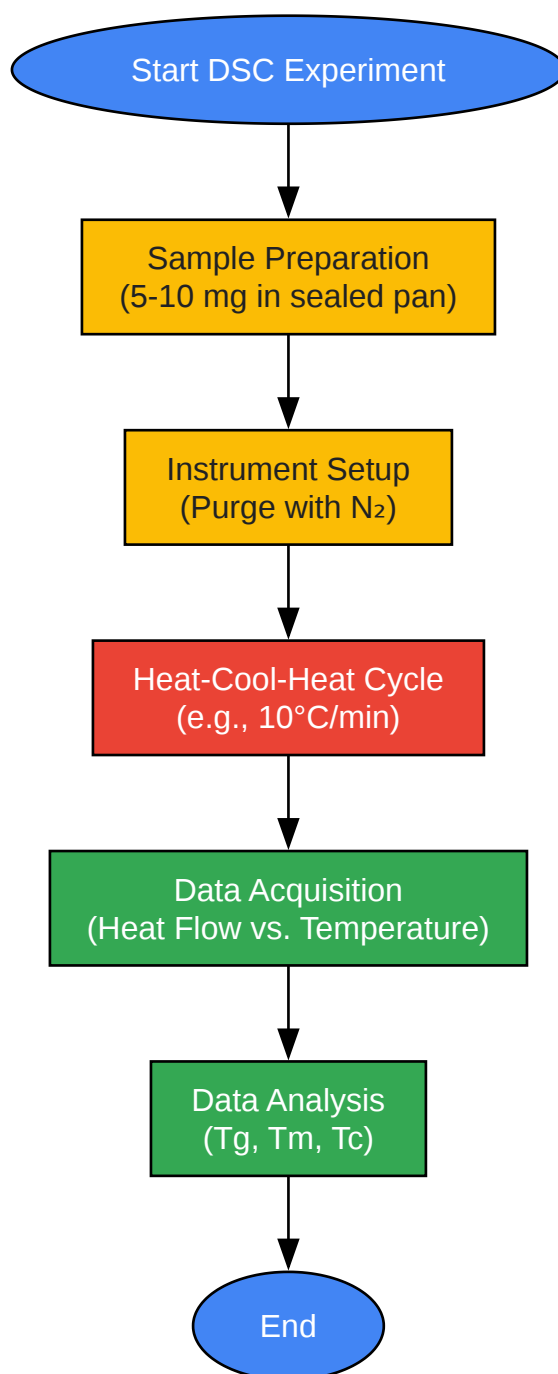 Start DSC Experiment
Sample Preparation
(5-10 mg in sealed pan)
Instrument Setup
(Purge with N₂)
Heat-Cool-Heat Cycle
(e.g., 10°C/min)
Data Acquisition
(Heat Flow vs. Temperature)
Data Analysis
(Tg, Tm, Tc)
End